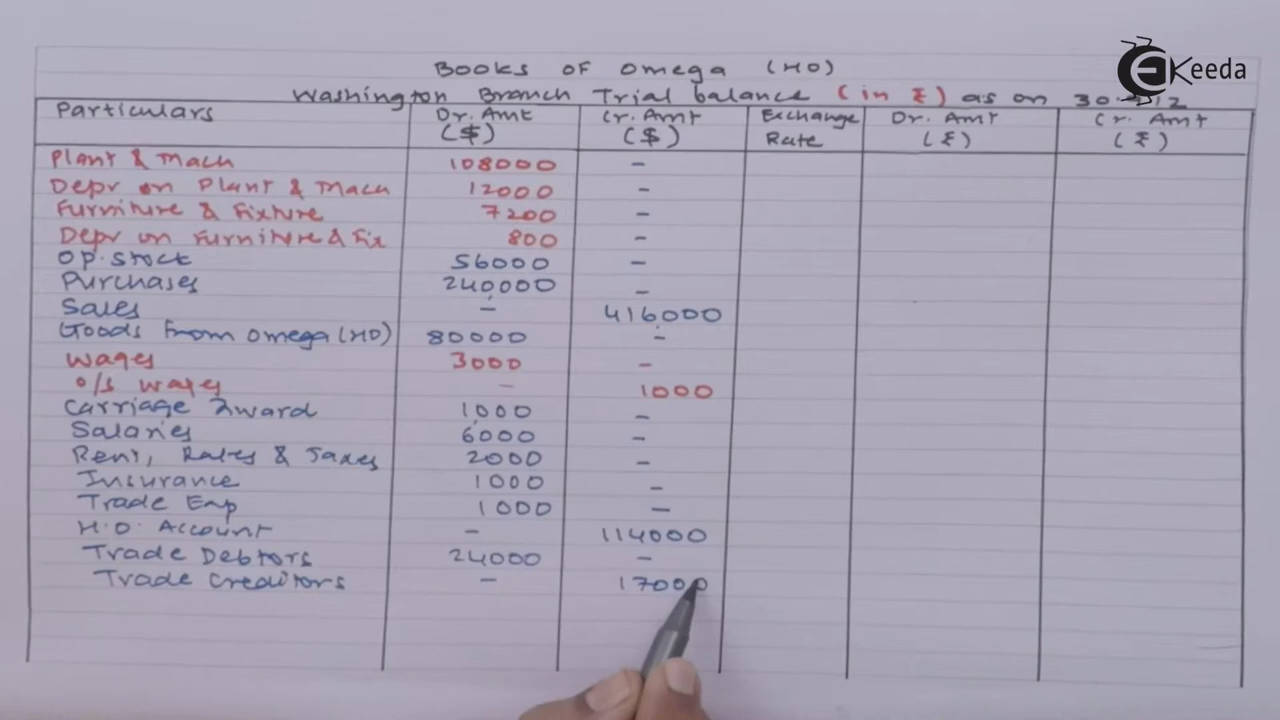 EKeeda
Books of Omega (HO)
Washington Branch Trial balance (in ₹) as on
Particulars Dr. Amt ($) Cr. Amt ($) Exchange Rate Dr. Amt (₹) Cr. Amt (₹)
Plant & Mach 108000 -
Depr on Plant & Mach 12000 -
Furniture & Fixture 7200 -
Depr on Furniture & Fix 800 -
Op. Stock 56000 -
Purchases 240000 -
Sales - 416000
Goods from Omega (HO) 80000 -
Wages 3000 -
o/s wages - 1000
Carriage Inward 1000 -
Salaries 6000 -
Rent, Rates & Taxes 2000 -
Insurance 1000 -
Trade Exp 1000 -
H.O. Account - 114000
Trade Debtors 24000 -
Trade Creditors - 17000